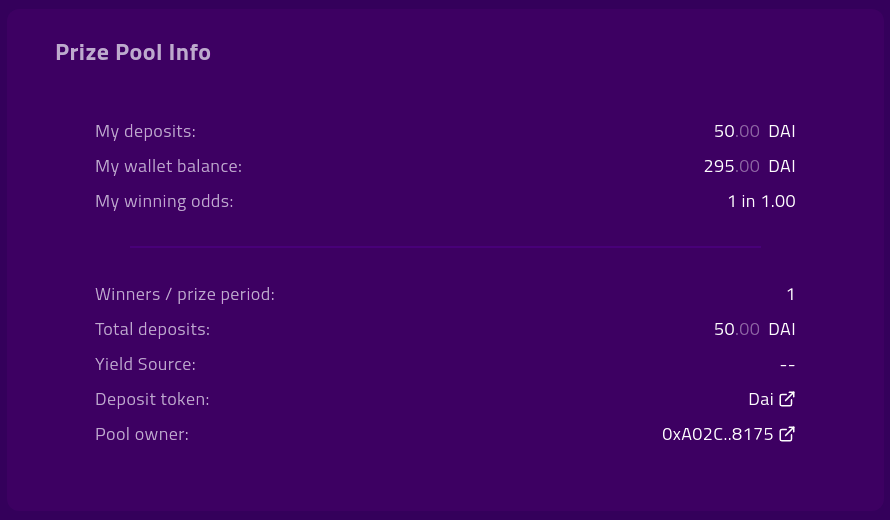 Prize Pool Info
My deposits: 50.00 DAI
My wallet balance: 295.00 DAI
My winning odds: 1 in 1.00
Winners / prize period: 1
Total deposits: 50.00 DAI
Yield Source: --
Deposit token: Dai
Pool owner: 0xA02C..8175